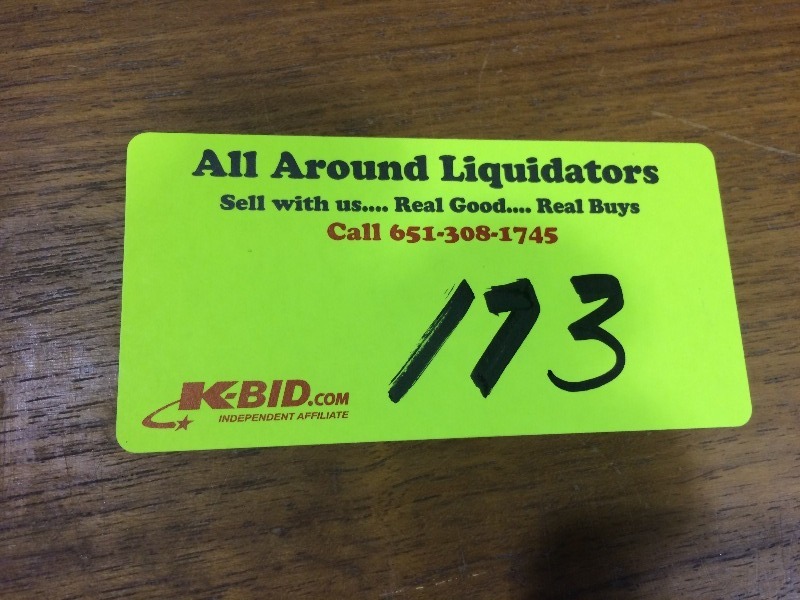 All Around Liquidators
Sell with us.... Real Good.... Real Buys
Call 651-308-1745
173
K-BID.COM
INDEPENDENT AFFILIATE